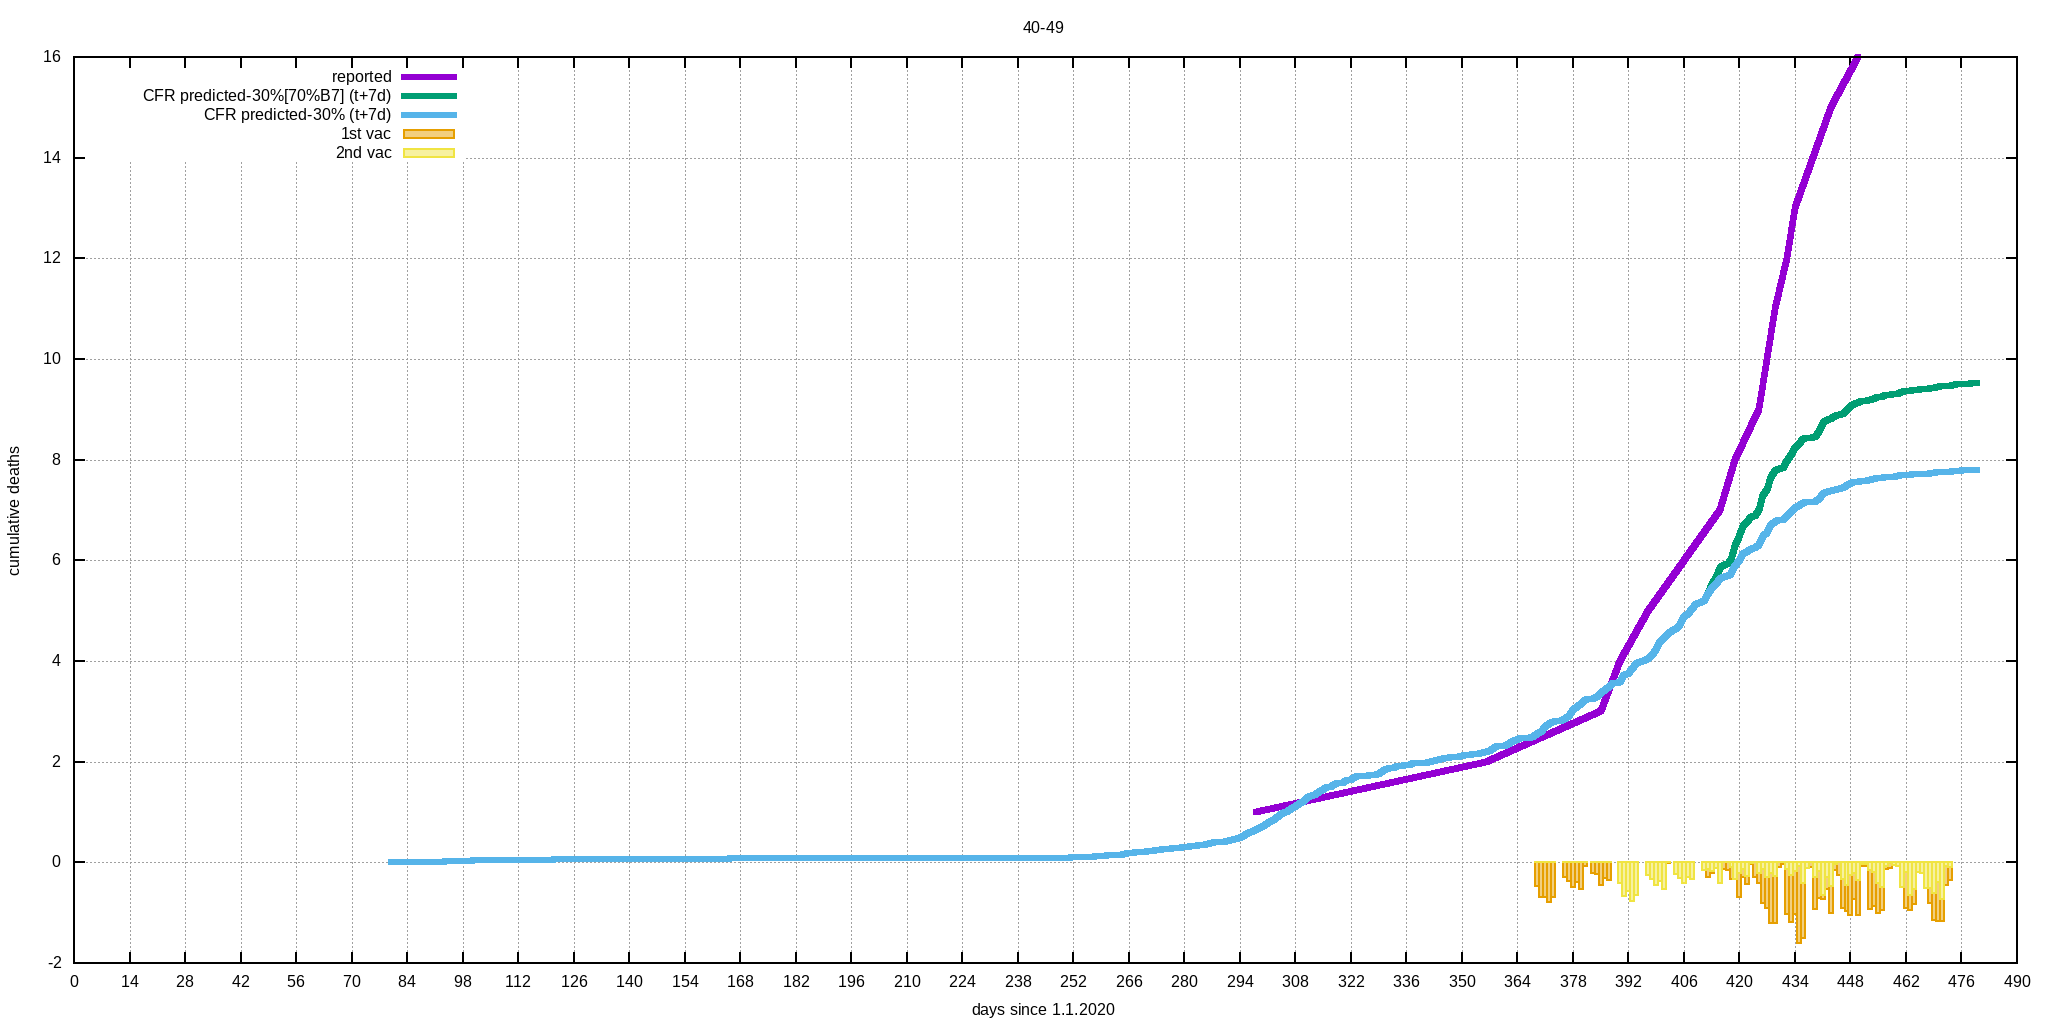 40-49
reported
CFR predicted-30%[70%B7] (t+7d)
CFR predicted-30% (t+7d)
1st vac
2nd vac
16
14
12
10
8
6
4
2
0
-2
cumulative deaths
0 14 28 42 56 70 84 98 112 126 140 154 168 182 196 210 224 238 252 266 280 294 308 322 336 350 364 378 392 406 420 434 448 462 476 490
days since 1.1.2020